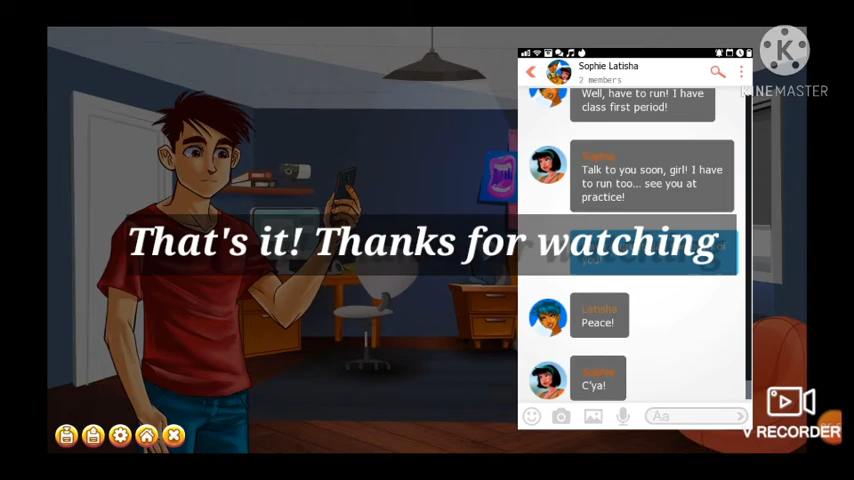 Sophie Latisha
2 members
KINEMASTER
Well, have to run! I have
class first period!
Sophie
Talk to you soon, girl! I have
to run too... see you at
practice!
That's it! Thanks for watching
of
you!
Latisha
Peace!
Sophie
C'ya!
Aa
V RECORDER